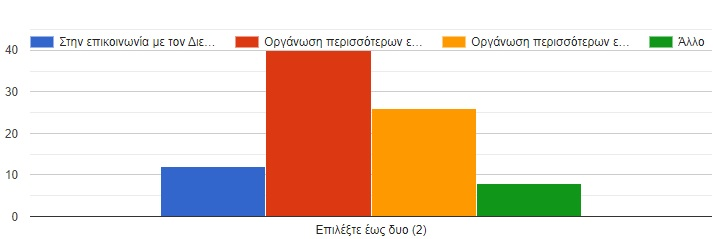 Στην επικοινωνία με τον Διε...
Οργάνωση περισσότερων ε...
Οργάνωση περισσότερων ε...
Άλλο
40
30
20
10
0
Επιλέξτε έως δυο (2)